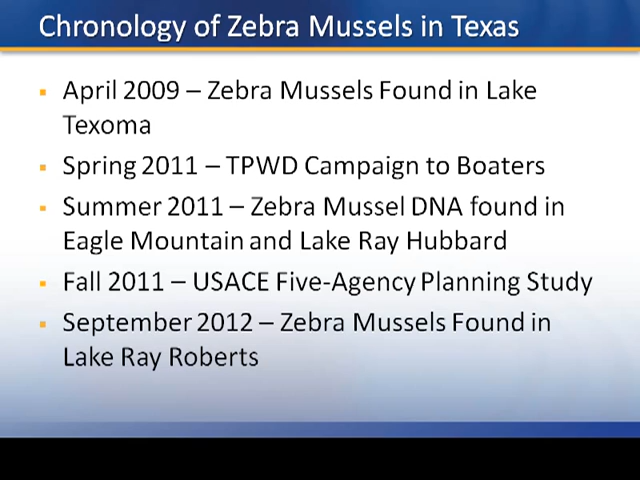 Chronology of Zebra Mussels in Texas
▪ April 2009 – Zebra Mussels Found in Lake
Texoma
▪ Spring 2011 – TPWD Campaign to Boaters
▪ Summer 2011 – Zebra Mussel DNA found in
Eagle Mountain and Lake Ray Hubbard
▪ Fall 2011 – USACE Five-Agency Planning Study
▪ September 2012 – Zebra Mussels Found in
Lake Ray Roberts